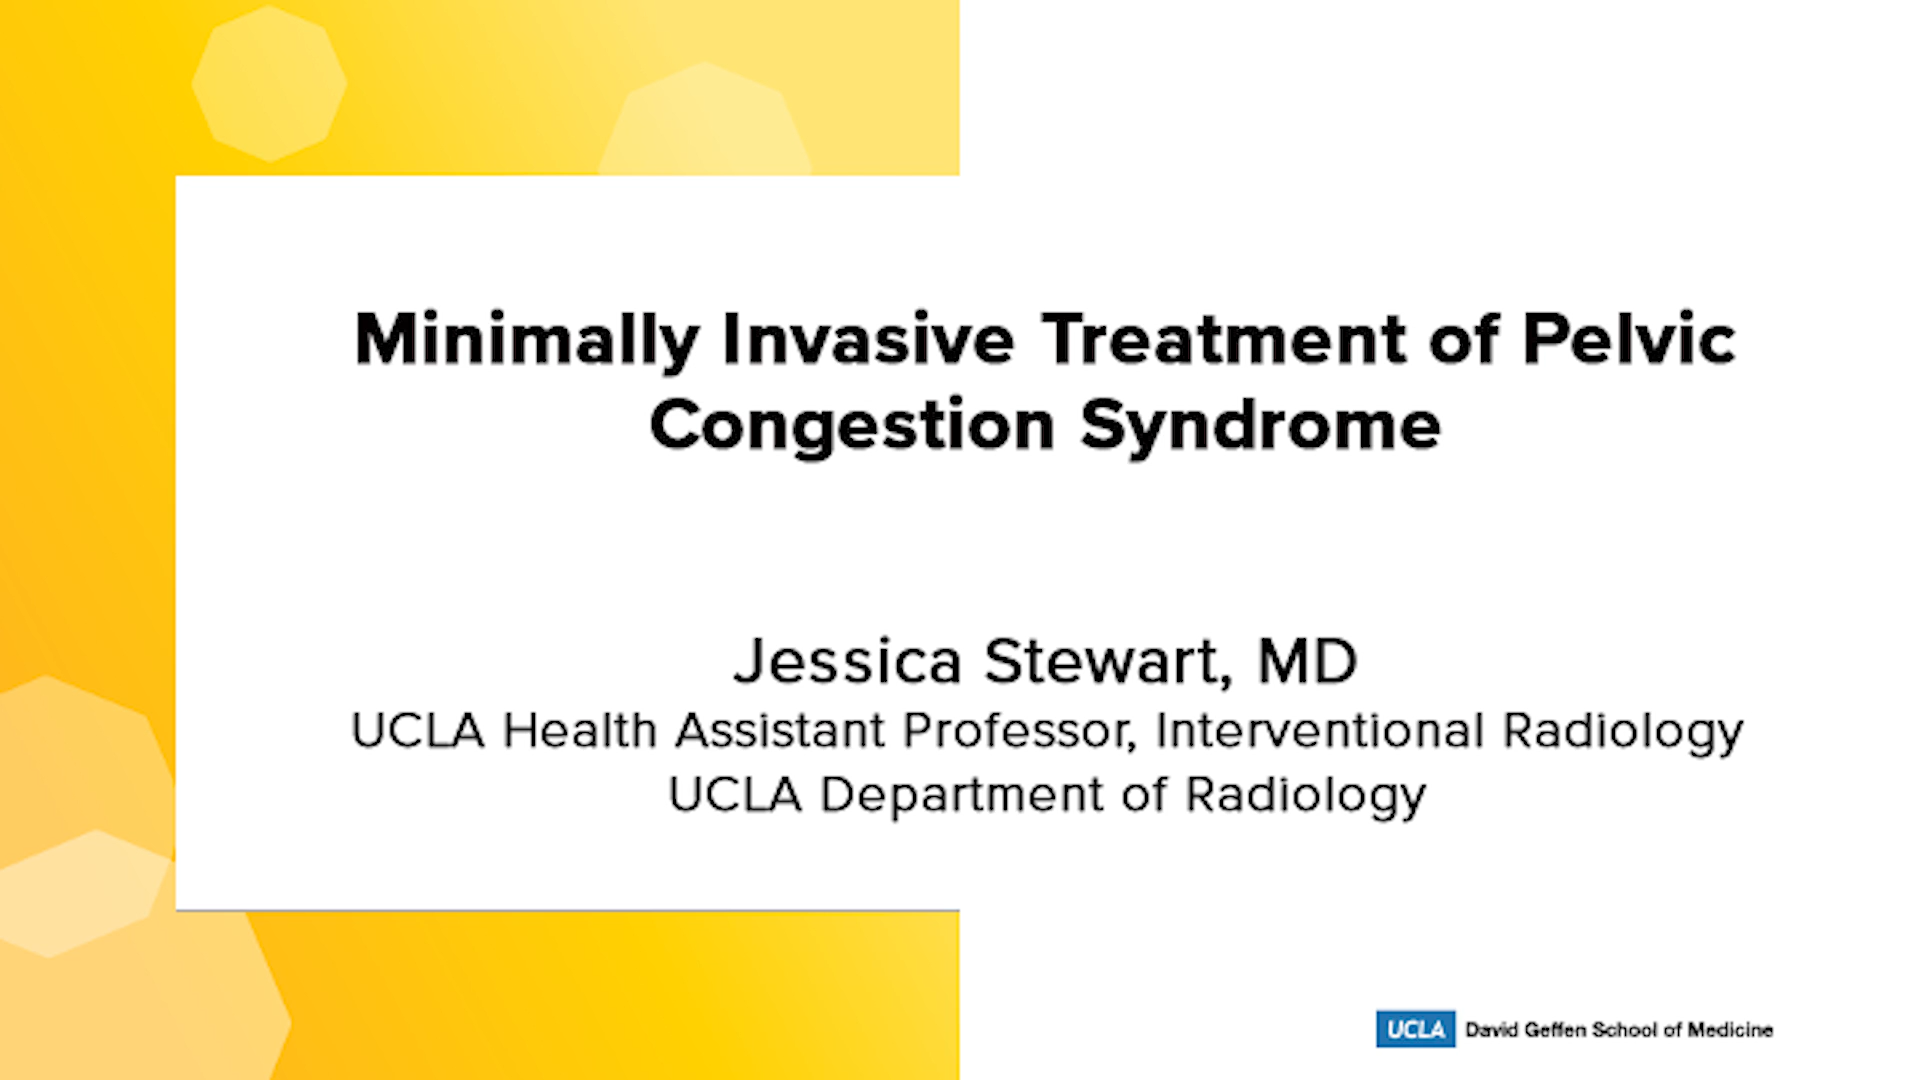 Minimally Invasive Treatment of Pelvic
Congestion Syndrome
Jessica Stewart, MD
UCLA Health Assistant Professor, Interventional Radiology
UCLA Department of Radiology
UCLA David Geffen School of Medicine